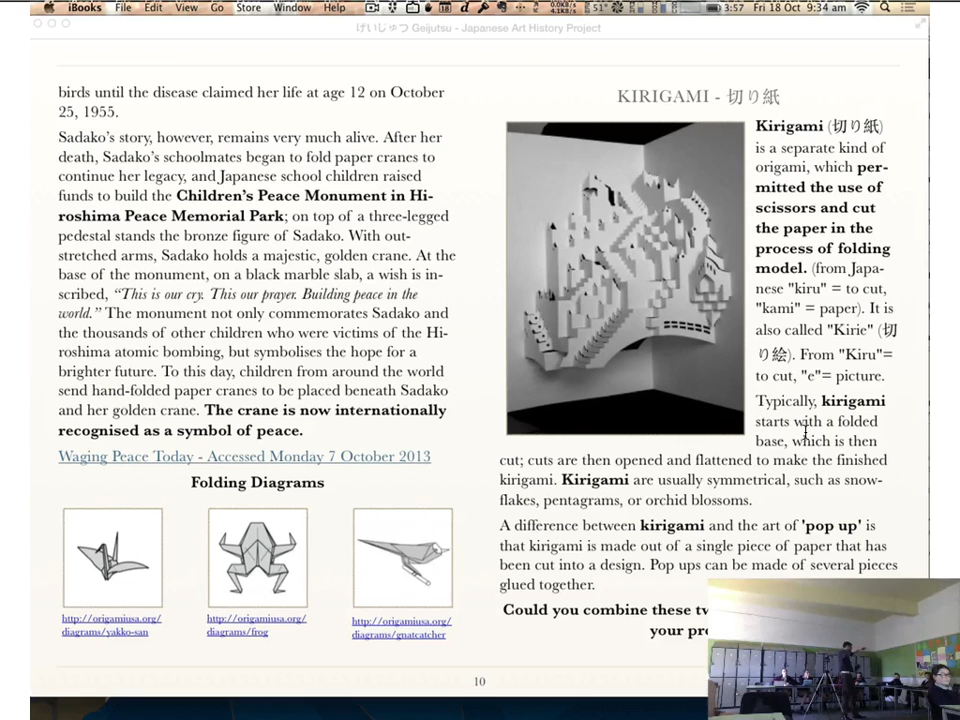 iBooks File Edit View Go Store Window Help 0.0KB/s 4.1KB/s 51° 3:57 Fri 18 Oct 9:34 am
げいじゅつ Geijutsu - Japanese Art History Project
birds until the disease claimed her life at age 12 on October
25, 1955.
Sadako’s story, however, remains very much alive. After her
death, Sadako’s schoolmates began to fold paper cranes to
continue her legacy, and Japanese school children raised
funds to build the Children’s Peace Monument in Hi-
roshima Peace Memorial Park; on top of a three-legged
pedestal stands the bronze figure of Sadako. With out-
stretched arms, Sadako holds a majestic, golden crane. At the
base of the monument, on a black marble slab, a wish is in-
scribed, “This is our cry. This our prayer. Building peace in the
world.” The monument not only commemorates Sadako and
the thousands of other children who were victims of the Hi-
roshima atomic bombing, but symbolises the hope for a
brighter future. To this day, children from around the world
send hand-folded paper cranes to be placed beneath Sadako
and her golden crane. The crane is now internationally
recognised as a symbol of peace.
Waging Peace Today - Accessed Monday 7 October 2013
Folding Diagrams
http://origamiusa.org/
diagrams/yakko-san
http://origamiusa.org/
diagrams/frog
http://origamiusa.org/
diagrams/gnatcatcher
KIRIGAMI - 切り紙
Kirigami (切り紙)
is a separate kind of
origami, which per-
mitted the use of
scissors and cut
the paper in the
process of folding
model. (from Japa-
nese "kiru" = to cut,
"kami" = paper). It is
also called "Kirie" (切
り絵). From "Kiru"=
to cut, "e"= picture.
Typically, kirigami
starts with a folded
base, which is then
cut; cuts are then opened and flattened to make the finished
kirigami. Kirigami are usually symmetrical, such as snow-
flakes, pentagrams, or orchid blossoms.
A difference between kirigami and the art of 'pop up' is
that kirigami is made out of a single piece of paper that has
been cut into a design. Pop ups can be made of several pieces
glued together.
Could you combine these
your
10